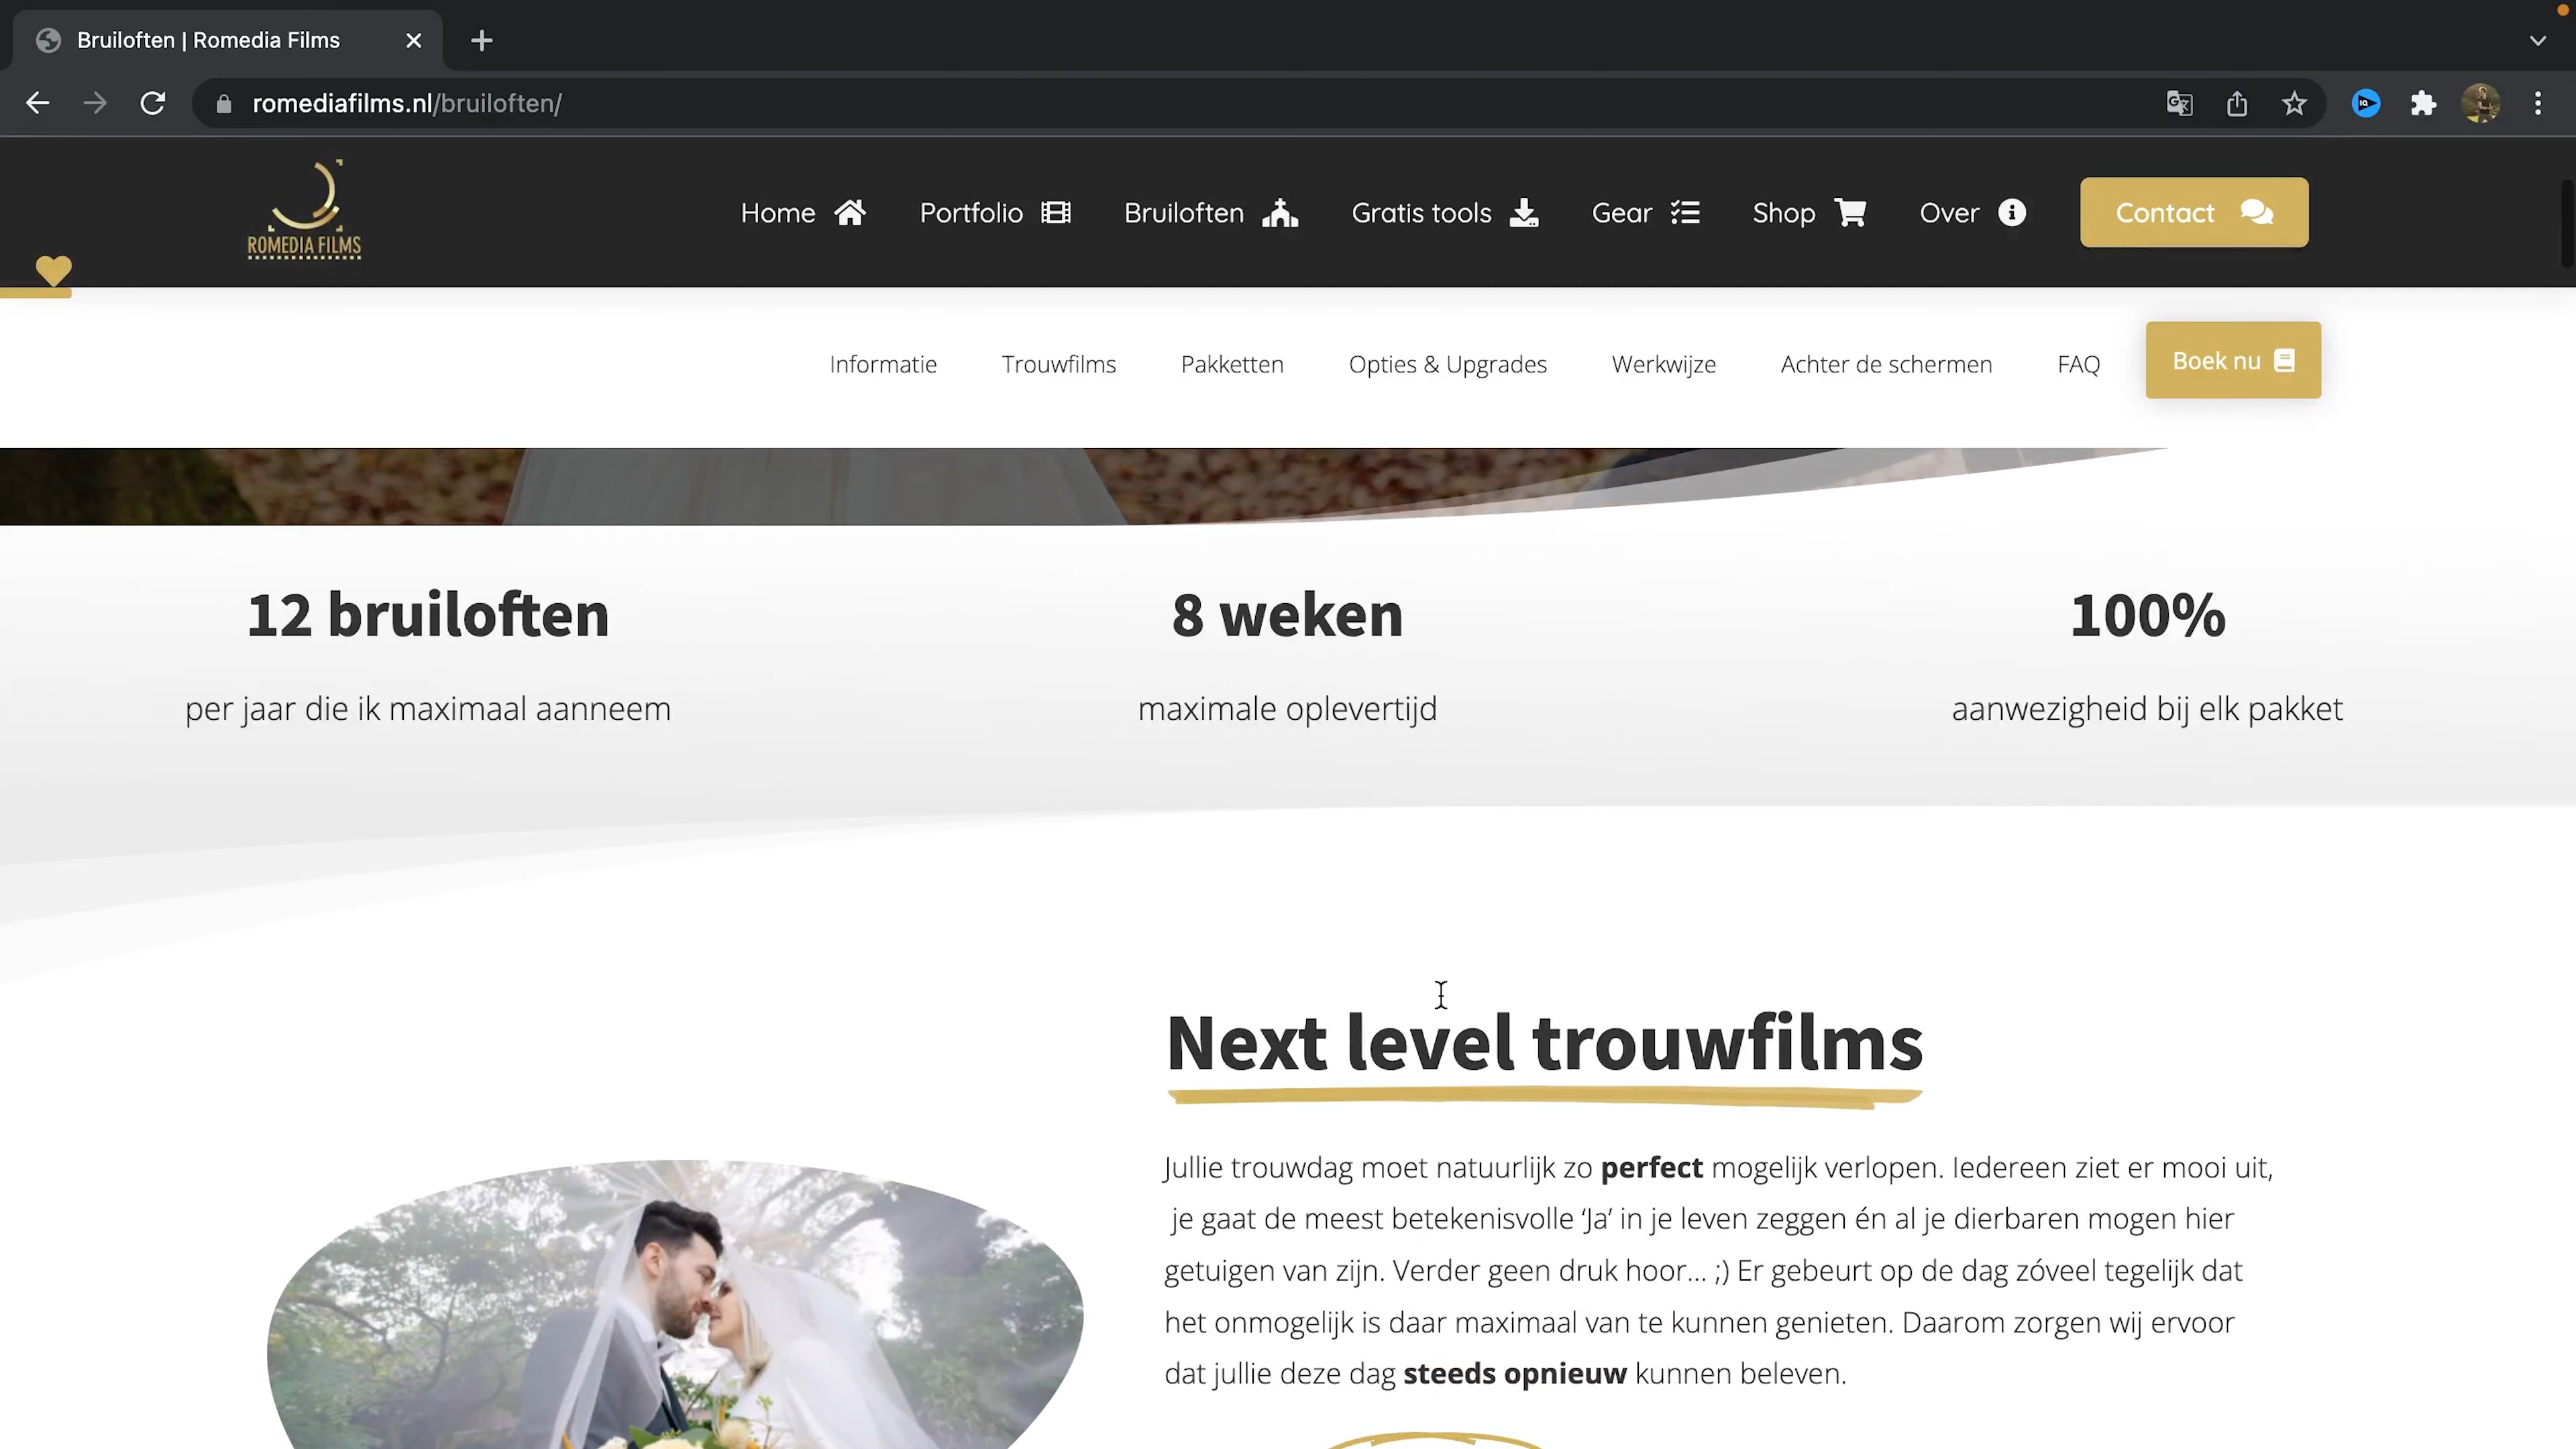 Bruiloften | Romedia Films
romediafilms.nl/bruiloften/
ROMEDIA FILMS
Home
Portfolio
Bruiloften
Gratis tools
Gear
Shop
Over
Contact
Informatie
Trouwfilms
Pakketten
Opties & Upgrades
Werkwijze
Achter de schermen
FAQ
Boek nu
12 bruiloften
per jaar die ik maximaal aanneem
8 weken
maximale oplevertijd
100%
aanwezigheid bij elk pakket
Next level trouwfilms
Jullie trouwdag moet natuurlijk zo perfect mogelijk verlopen. Iedereen ziet er mooi uit,
je gaat de meest betekenisvolle ‘Ja’ in je leven zeggen én al je dierbaren mogen hier
getuigen van zijn. Verder geen druk hoor... ;) Er gebeurt op de dag zóveel tegelijk dat
het onmogelijk is daar maximaal van te kunnen genieten. Daarom zorgen wij ervoor
dat jullie deze dag steeds opnieuw kunnen beleven.